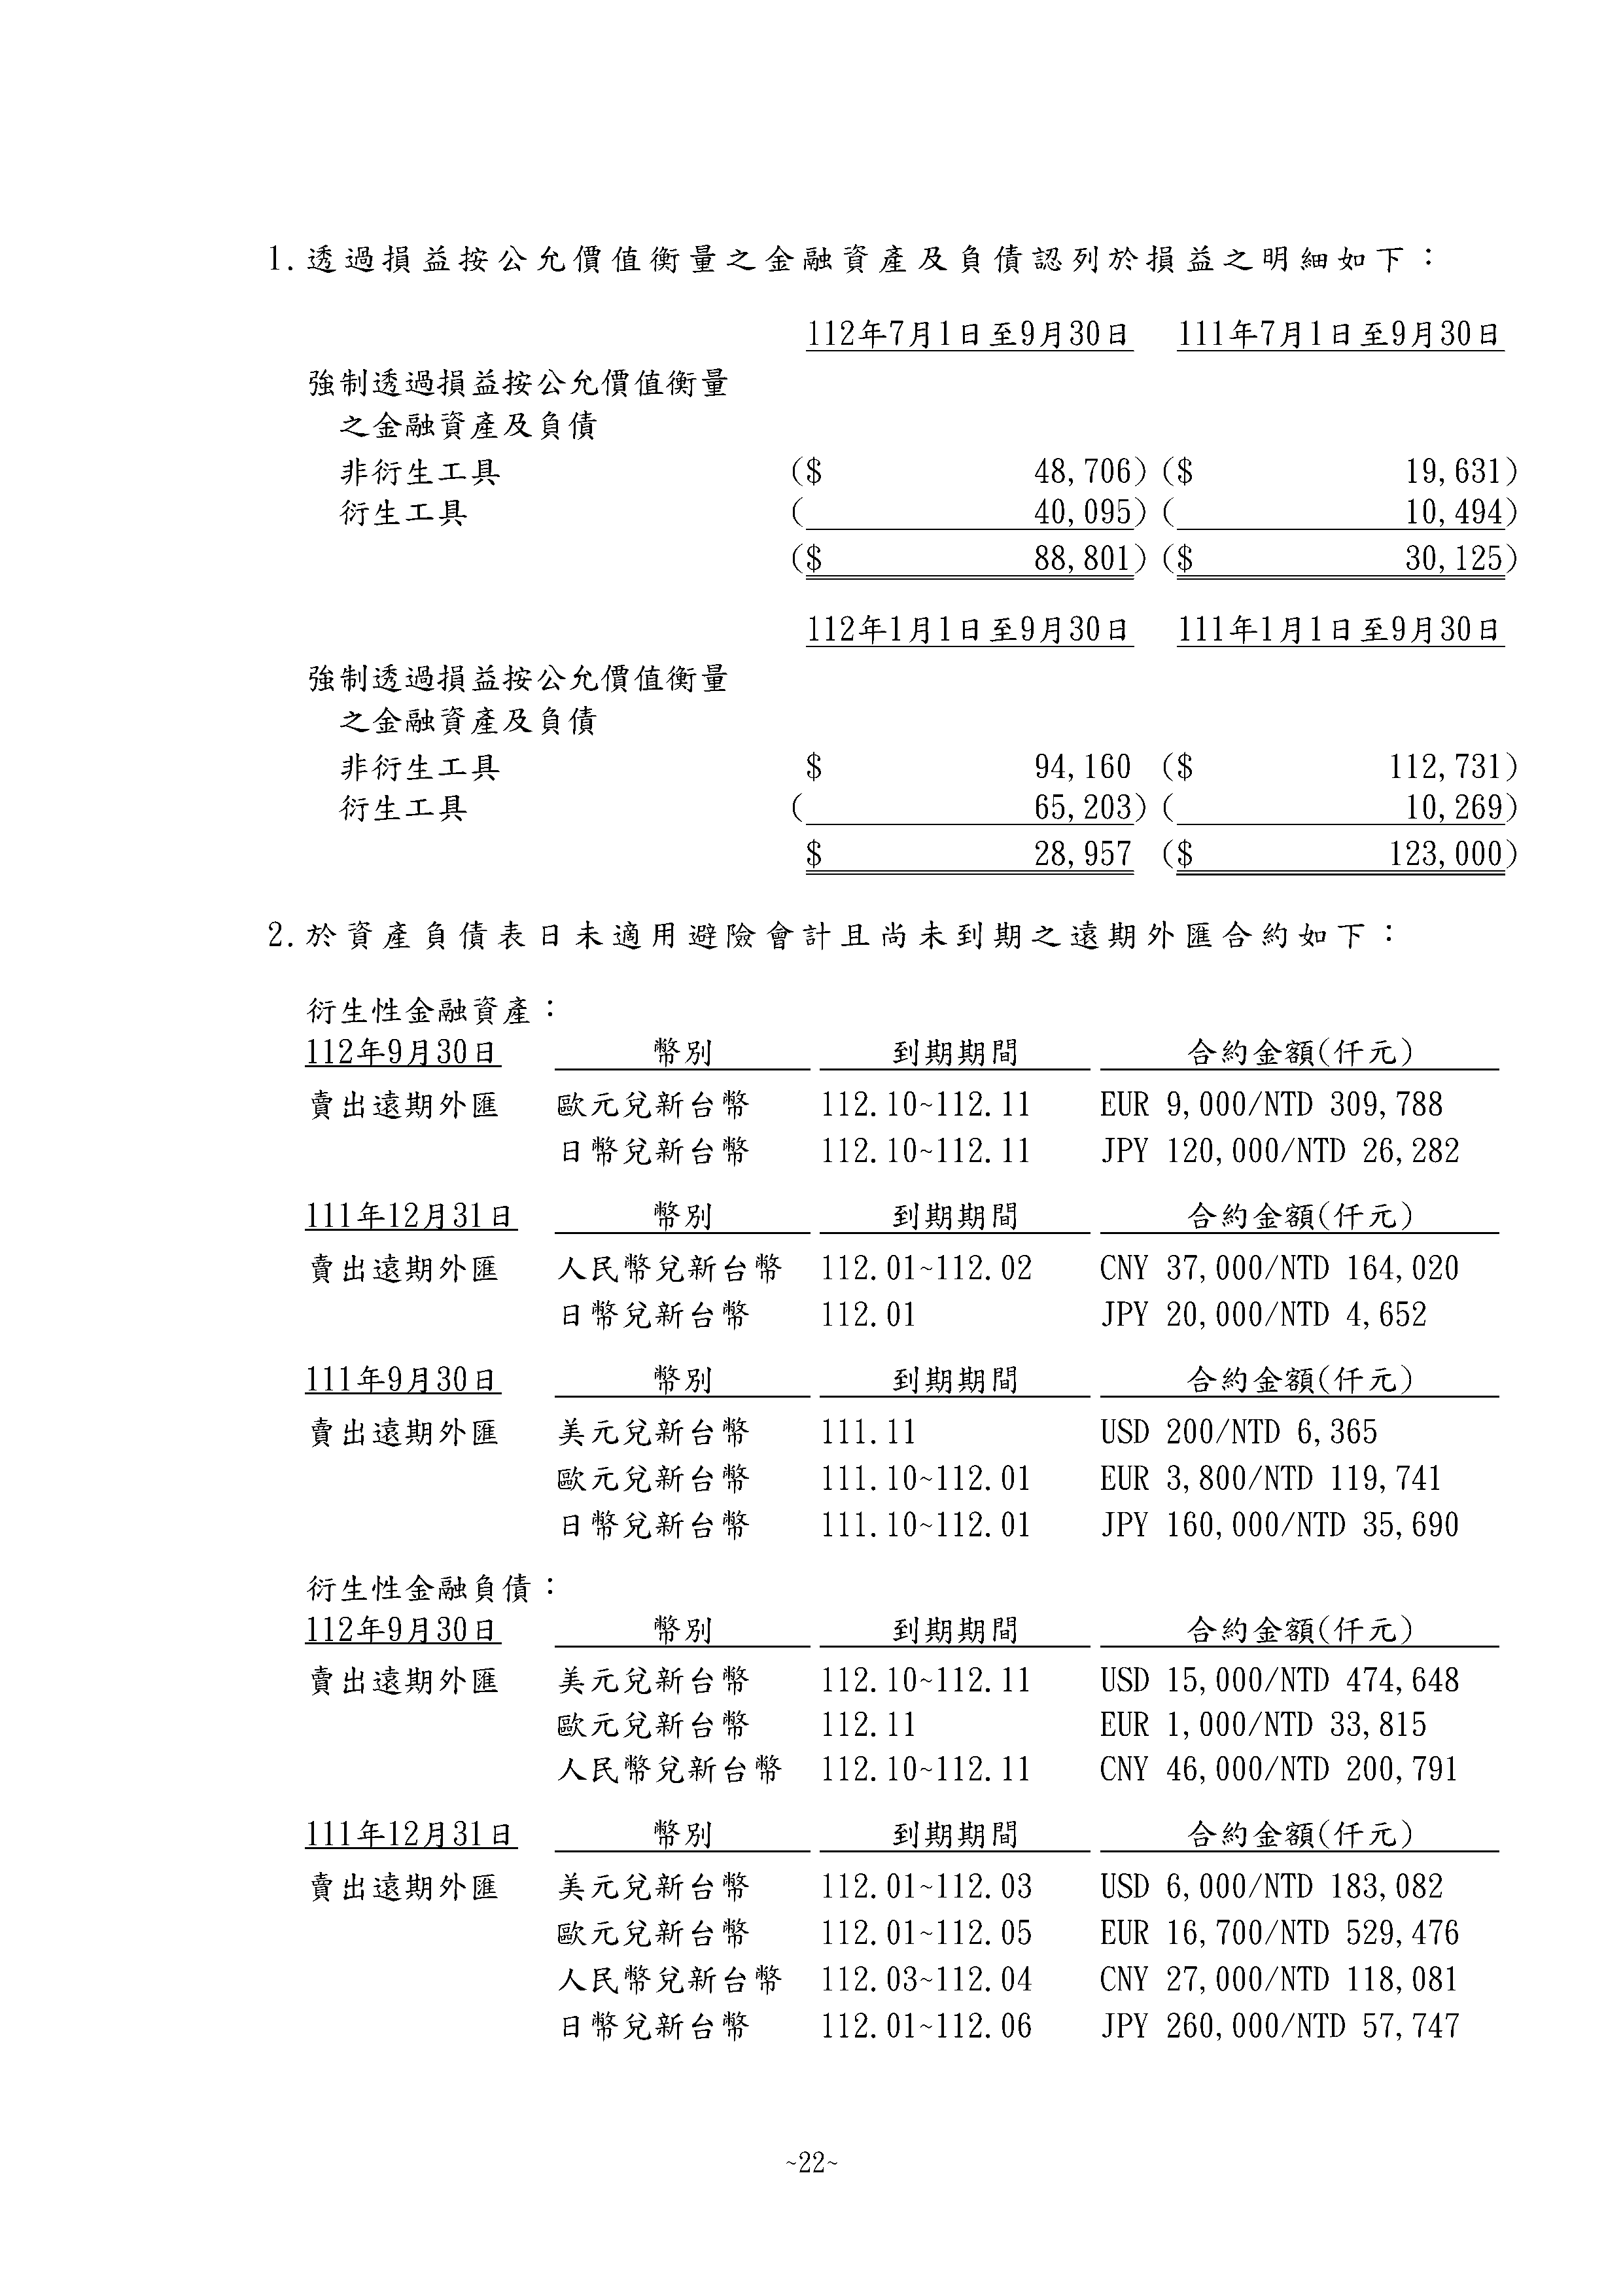 1.透過損益按公允價值衡量之金融資產及負債認列於損益之明細如下：
112年7月1日至9月30日 111年7月1日至9月30日
強制透過損益按公允價值衡量
之金融資產及負債
非衍生工具 ($ 48,706) ($ 19,631)
衍生工具 ( 40,095) ( 10,494)
($ 88,801) ($ 30,125)
112年1月1日至9月30日 111年1月1日至9月30日
強制透過損益按公允價值衡量
之金融資產及負債
非衍生工具 $ 94,160 ($ 112,731)
衍生工具 ( 65,203) ( 10,269)
$ 28,957 ($ 123,000)
2.於資產負債表日未適用避險會計且尚未到期之遠期外匯合約如下：
衍生性金融資產：
112年9月30日 幣別 到期期間 合約金額(仟元)
賣出遠期外匯 歐元兌新台幣 112.10~112.11 EUR 9,000/NTD 309,788
日幣兌新台幣 112.10~112.11 JPY 120,000/NTD 26,282
111年12月31日 幣別 到期期間 合約金額(仟元)
賣出遠期外匯 人民幣兌新台幣 112.01~112.02 CNY 37,000/NTD 164,020
日幣兌新台幣 112.01 JPY 20,000/NTD 4,652
111年9月30日 幣別 到期期間 合約金額(仟元)
賣出遠期外匯 美元兌新台幣 111.11 USD 200/NTD 6,365
歐元兌新台幣 111.10~112.01 EUR 3,800/NTD 119,741
日幣兌新台幣 111.10~112.01 JPY 160,000/NTD 35,690
衍生性金融負債：
112年9月30日 幣別 到期期間 合約金額(仟元)
賣出遠期外匯 美元兌新台幣 112.10~112.11 USD 15,000/NTD 474,648
歐元兌新台幣 112.11 EUR 1,000/NTD 33,815
人民幣兌新台幣 112.10~112.11 CNY 46,000/NTD 200,791
111年12月31日 幣別 到期期間 合約金額(仟元)
賣出遠期外匯 美元兌新台幣 112.01~112.03 USD 6,000/NTD 183,082
歐元兌新台幣 112.01~112.05 EUR 16,700/NTD 529,476
人民幣兌新台幣 112.03~112.04 CNY 27,000/NTD 118,081
日幣兌新台幣 112.01~112.06 JPY 260,000/NTD 57,747
~22~